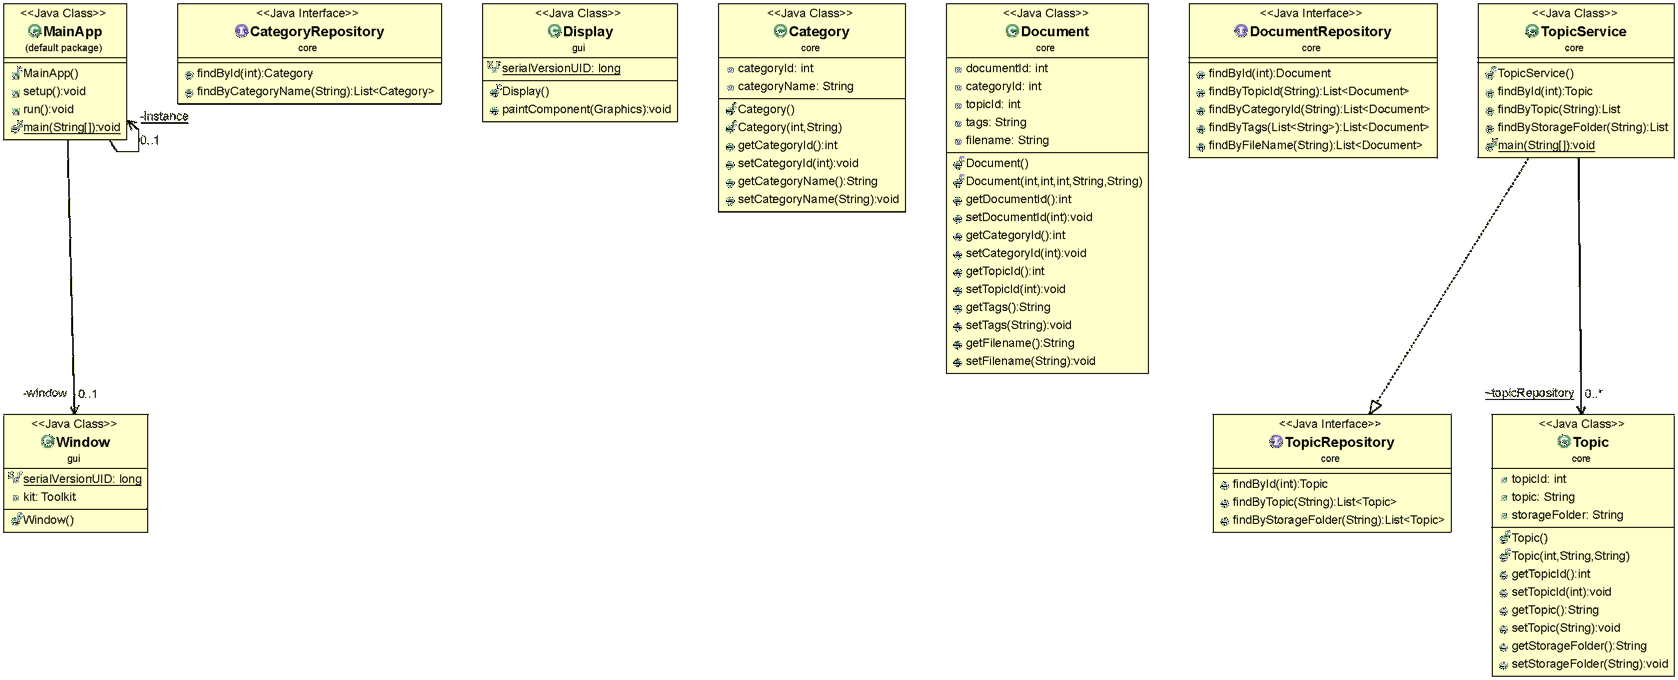 <<Java Class>>
MainApp
(default package)
MainApp()
setup():void
run():void
main(String[]):void
-instance
0..1
<<Java Interface>>
CategoryRepository
core
findById(int):Category
findByCategoryName(String):List<Category>
<<Java Class>>
Display
gui
serialVersionUID: long
Display()
paintComponent(Graphics):void
<<Java Class>>
Category
core
categoryId: int
categoryName: String
Category()
Category(int,String)
getCategoryId():int
setCategoryId(int):void
getCategoryName():String
setCategoryName(String):void
<<Java Class>>
Document
core
documentId: int
categoryId: int
topicId: int
tags: String
filename: String
Document()
Document(int,int,int,String,String)
getDocumentId():int
setDocumentId(int):void
getCategoryId():int
setCategoryId(int):void
getTopicId():int
setTopicId(int):void
getTags():String
setTags(String):void
getFilename():String
setFilename(String):void
<<Java Interface>>
DocumentRepository
core
findById(int):Document
findByTopicId(String):List<Document>
findByCategoryId(String):List<Document>
findByTags(List<String>):List<Document>
findByFileName(String):List<Document>
<<Java Class>>
TopicService
core
TopicService()
findById(int):Topic
findByTopic(String):List
findByStorageFolder(String):List
main(String[]):void
-window
0..1
<<Java Class>>
Window
gui
serialVersionUID: long
kit: Toolkit
Window()
~topicRepository
0..*
<<Java Interface>>
TopicRepository
core
findById(int):Topic
findByTopic(String):List<Topic>
findByStorageFolder(String):List<Topic>
<<Java Class>>
Topic
core
topicId: int
topic: String
storageFolder: String
Topic()
Topic(int,String,String)
getTopicId():int
setTopicId(int):void
getTopic():String
setTopic(String):void
getStorageFolder():String
setStorageFolder(String):void